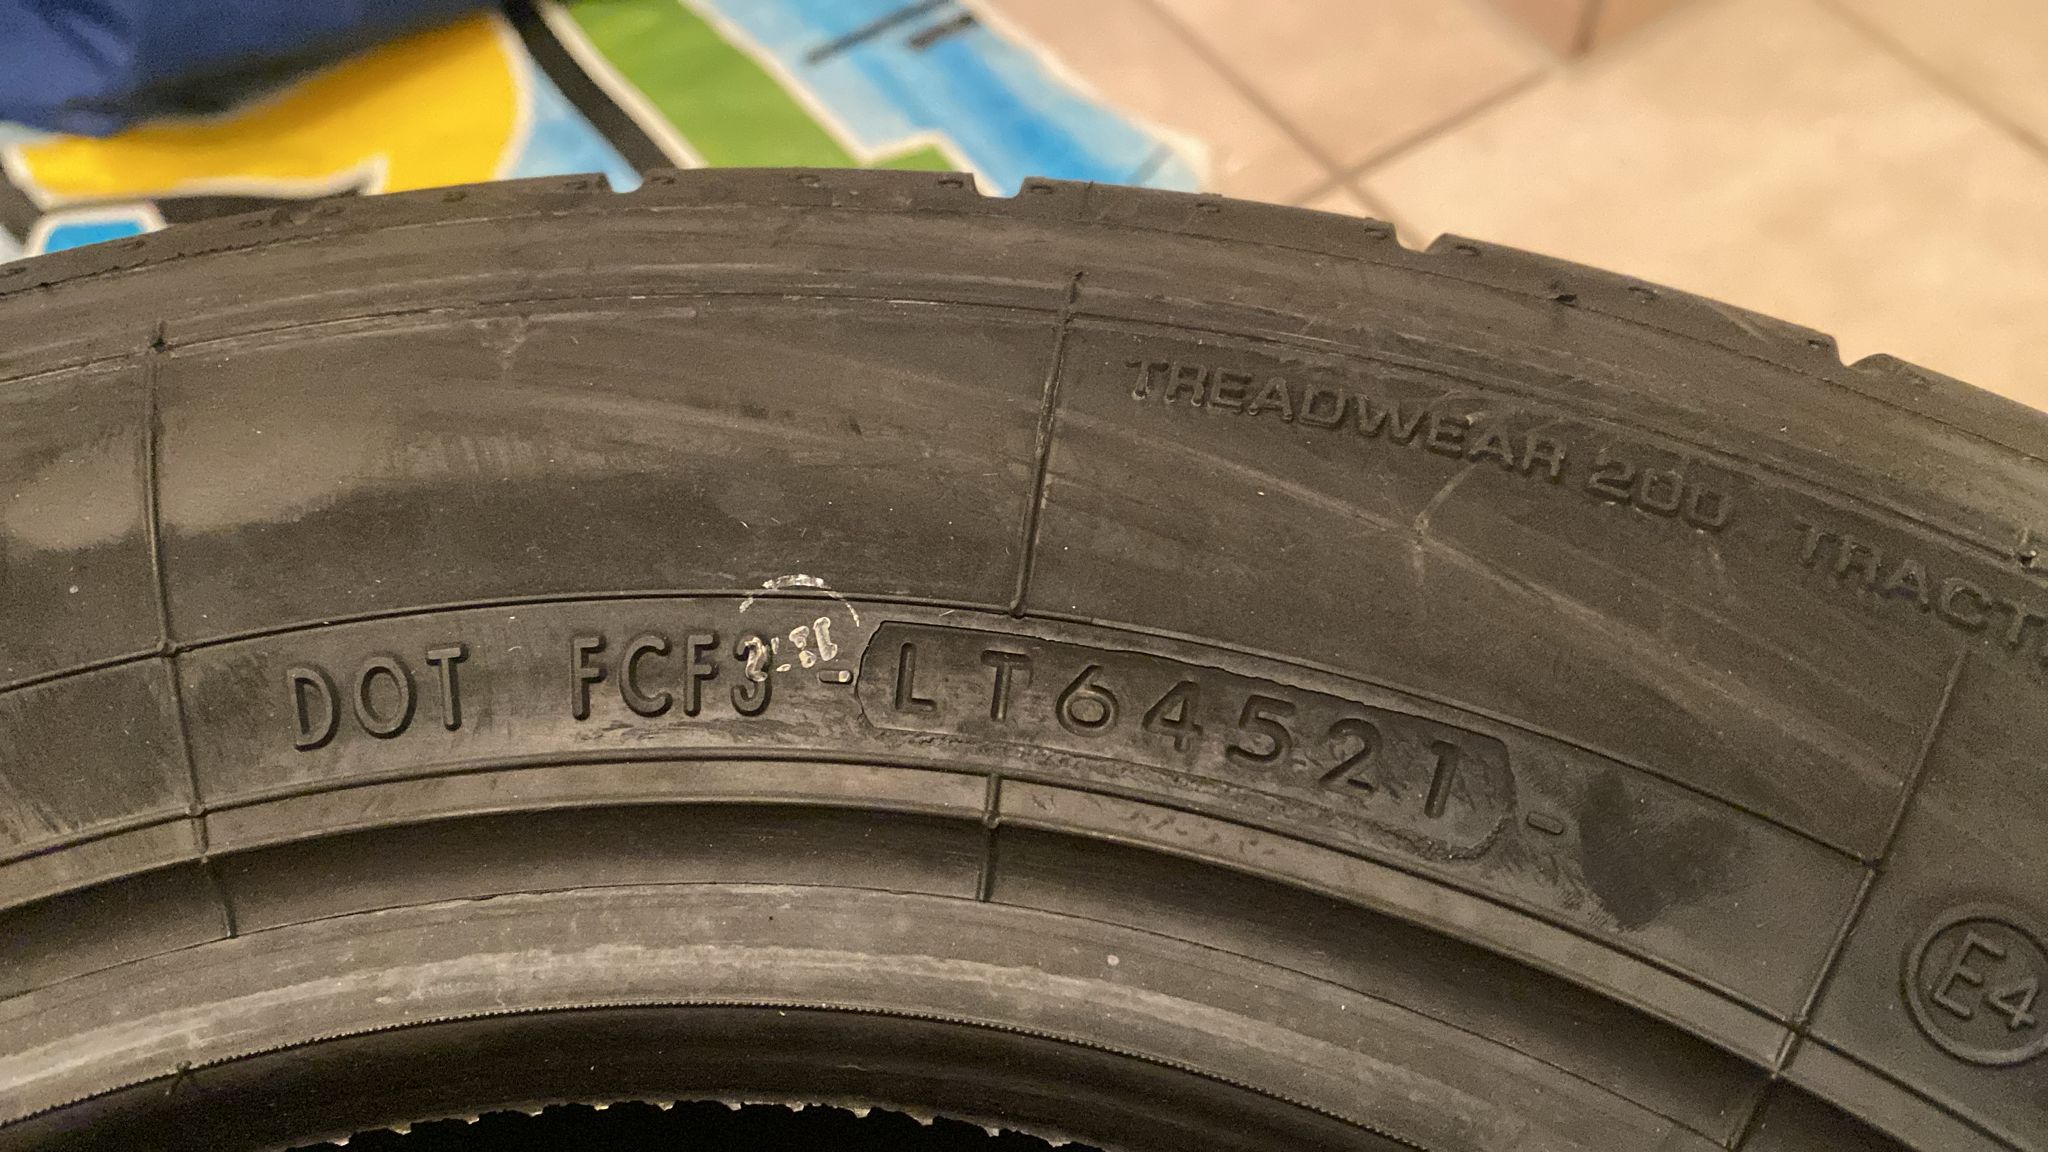 TREADWEAR 200 TRACT
DOT FCF3 - LT64521 -
E4